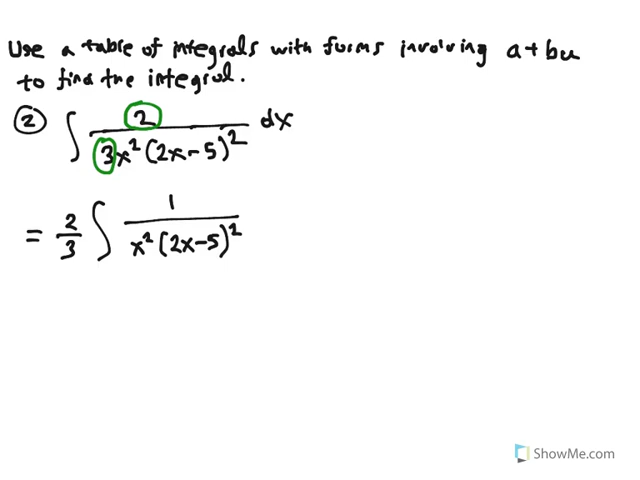 Use a table of integrals with forms involving a + bu
to find the integral.
② ∫ 2 / 3x²(2x-5)² dx
= 2/3 ∫ 1 / x²(2x-5)²
ShowMe.com